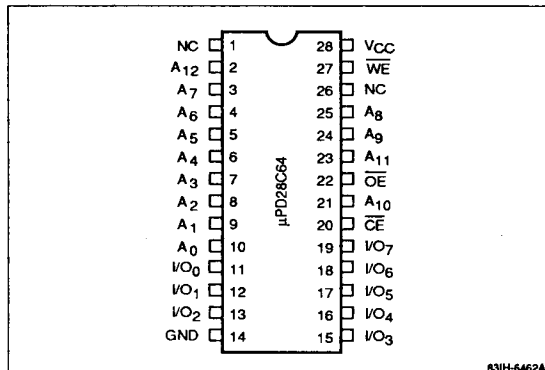 NC 1 28 VCC
A12 2 27 WE
A7 3 26 NC
A6 4 25 A8
A5 5 24 A9
A4 6 23 A11
A3 7 22 OE
A2 8 21 A10
A1 9 20 CE
A0 10 19 I/O7
I/O0 11 18 I/O6
I/O1 12 17 I/O5
I/O2 13 16 I/O4
GND 14 15 I/O3
μPD28C64
83IH-6462A